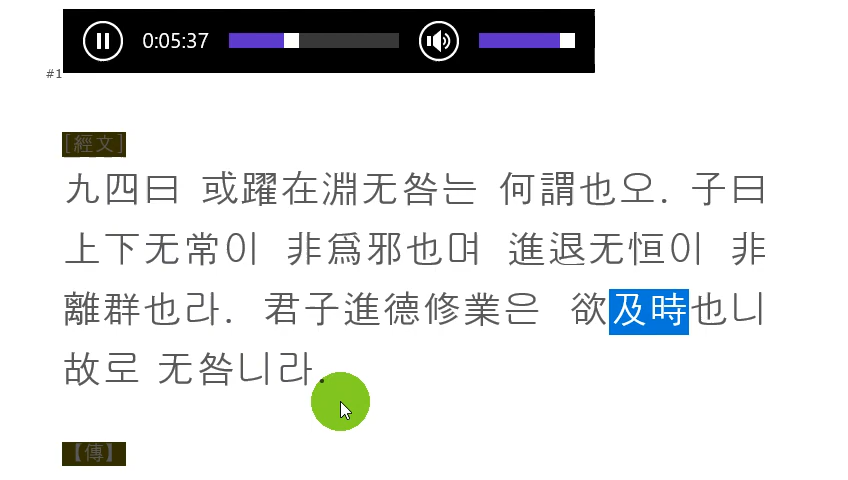 0:05:37
#1
[經文]
九四曰 或躍在淵无咎는 何謂也오. 子曰
上下无常이 非爲邪也며 進退无恒이 非
離群也라. 君子進德修業은 欲及時也니
故로 无咎니라.
【傳】